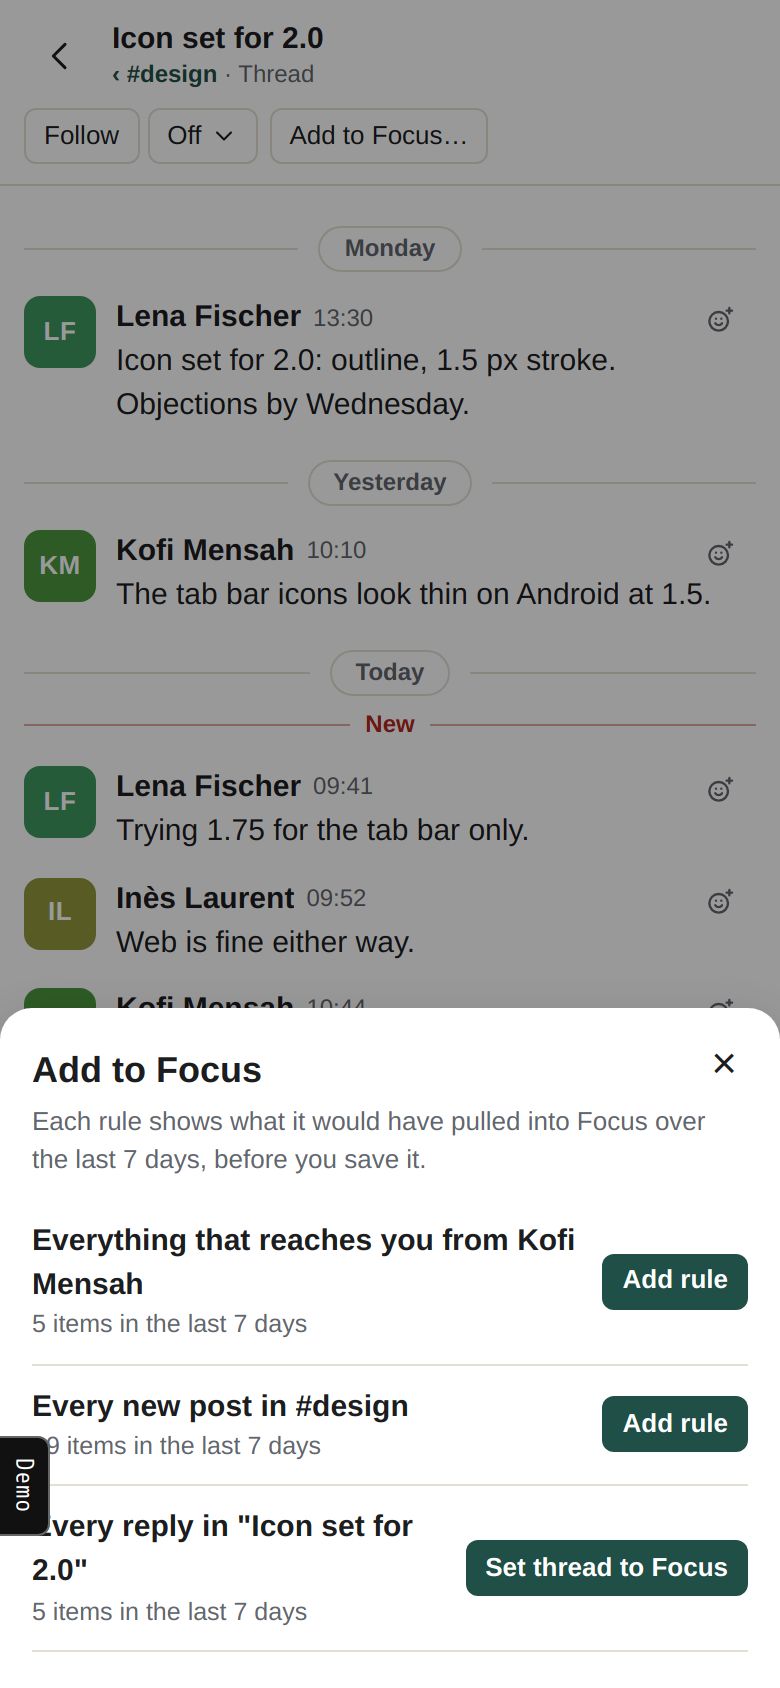 Icon set for 2.0
‹ #design · Thread
Follow
Off
Add to Focus…
Monday
LF
Lena Fischer 13:30
Icon set for 2.0: outline, 1.5 px stroke.
Objections by Wednesday.
Yesterday
KM
Kofi Mensah 10:10
The tab bar icons look thin on Android at 1.5.
Today
New
LF
Lena Fischer 09:41
Trying 1.75 for the tab bar only.
IL
Inès Laurent 09:52
Web is fine either way.
Kofi Mensah 10:44
Add to Focus
Each rule shows what it would have pulled into Focus over
the last 7 days, before you save it.
Everything that reaches you from Kofi
Mensah
5 items in the last 7 days
Add rule
Every new post in #design
items in the last 7 days
Add rule
Demo
Every reply in "Icon set for
2.0"
5 items in the last 7 days
Set thread to Focus